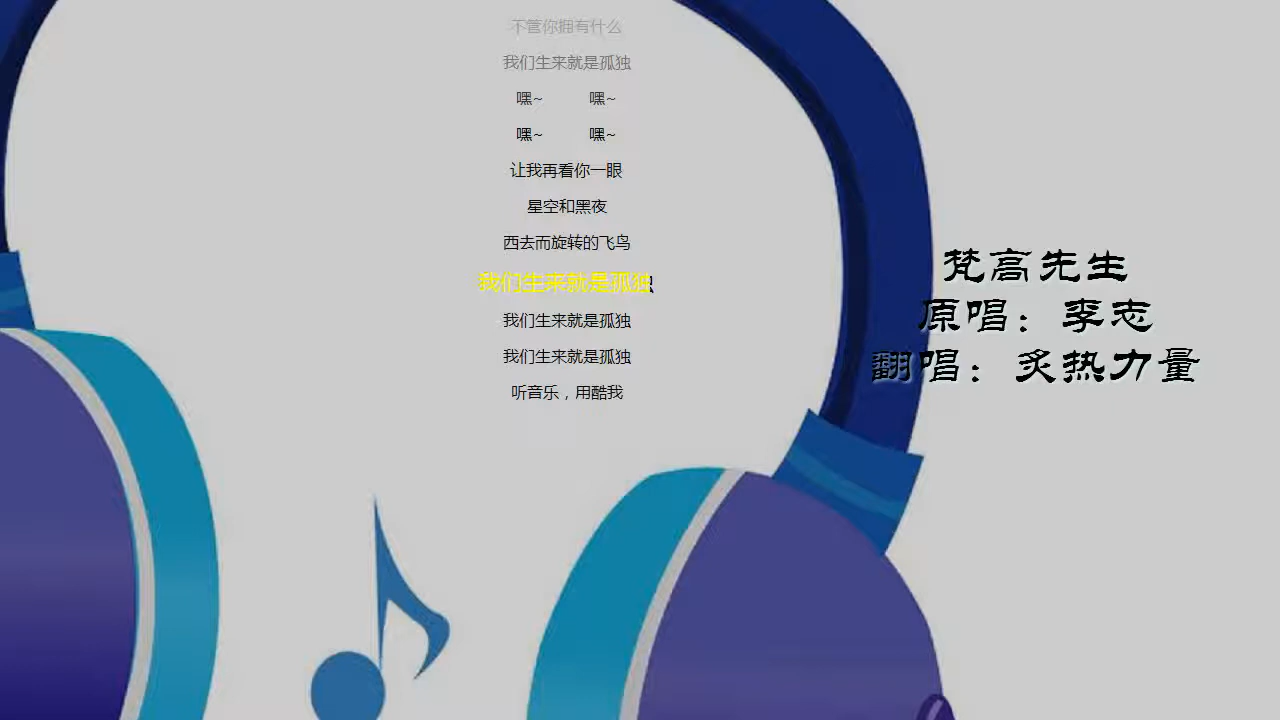 不管你拥有什么
我们生来就是孤独
嘿~ 嘿~
嘿~ 嘿~
让我再看你一眼
星空和黑夜
西去而旋转的飞鸟
我们生来就是孤独
我们生来就是孤独
我们生来就是孤独
听音乐，用酷我
梵高先生
原唱：李志
翻唱：炙热力量